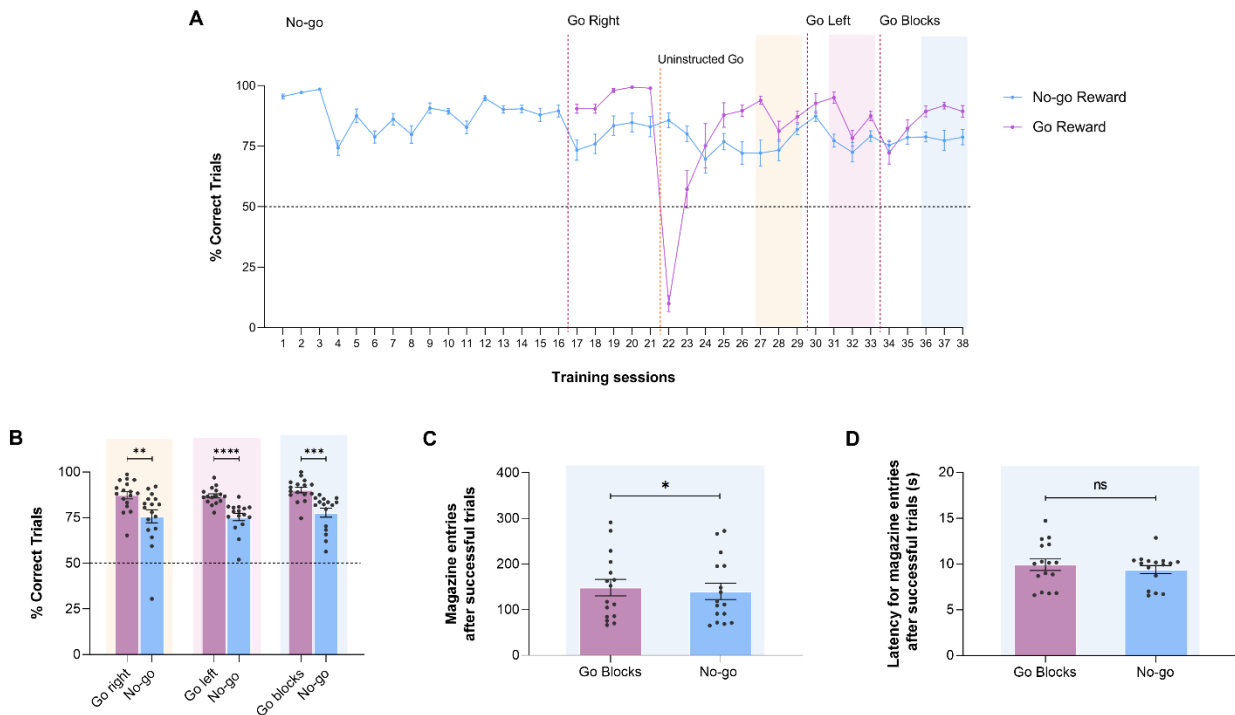 A
No-go
Go Right
Go Left
Go Blocks
Uninstructed Go
100
75
50
25
0
% Correct Trials
1 2 3 4 5 6 7 8 9 10 11 12 13 14 15 16 17 18 19 20 21 22 23 24 25 26 27 28 29 30 31 32 33 34 35 36 37 38
Training sessions
No-go Reward
Go Reward
B
**
****
***
100
75
50
25
0
% Correct Trials
Go right
No-go
Go left
No-go
Go blocks
No-go
C
*
400
300
200
100
0
Magazine entries
after successful trials
Go Blocks
No-go
D
ns
20
15
10
5
0
Latency for magazine entries
after successful trials (s)
Go Blocks
No-go